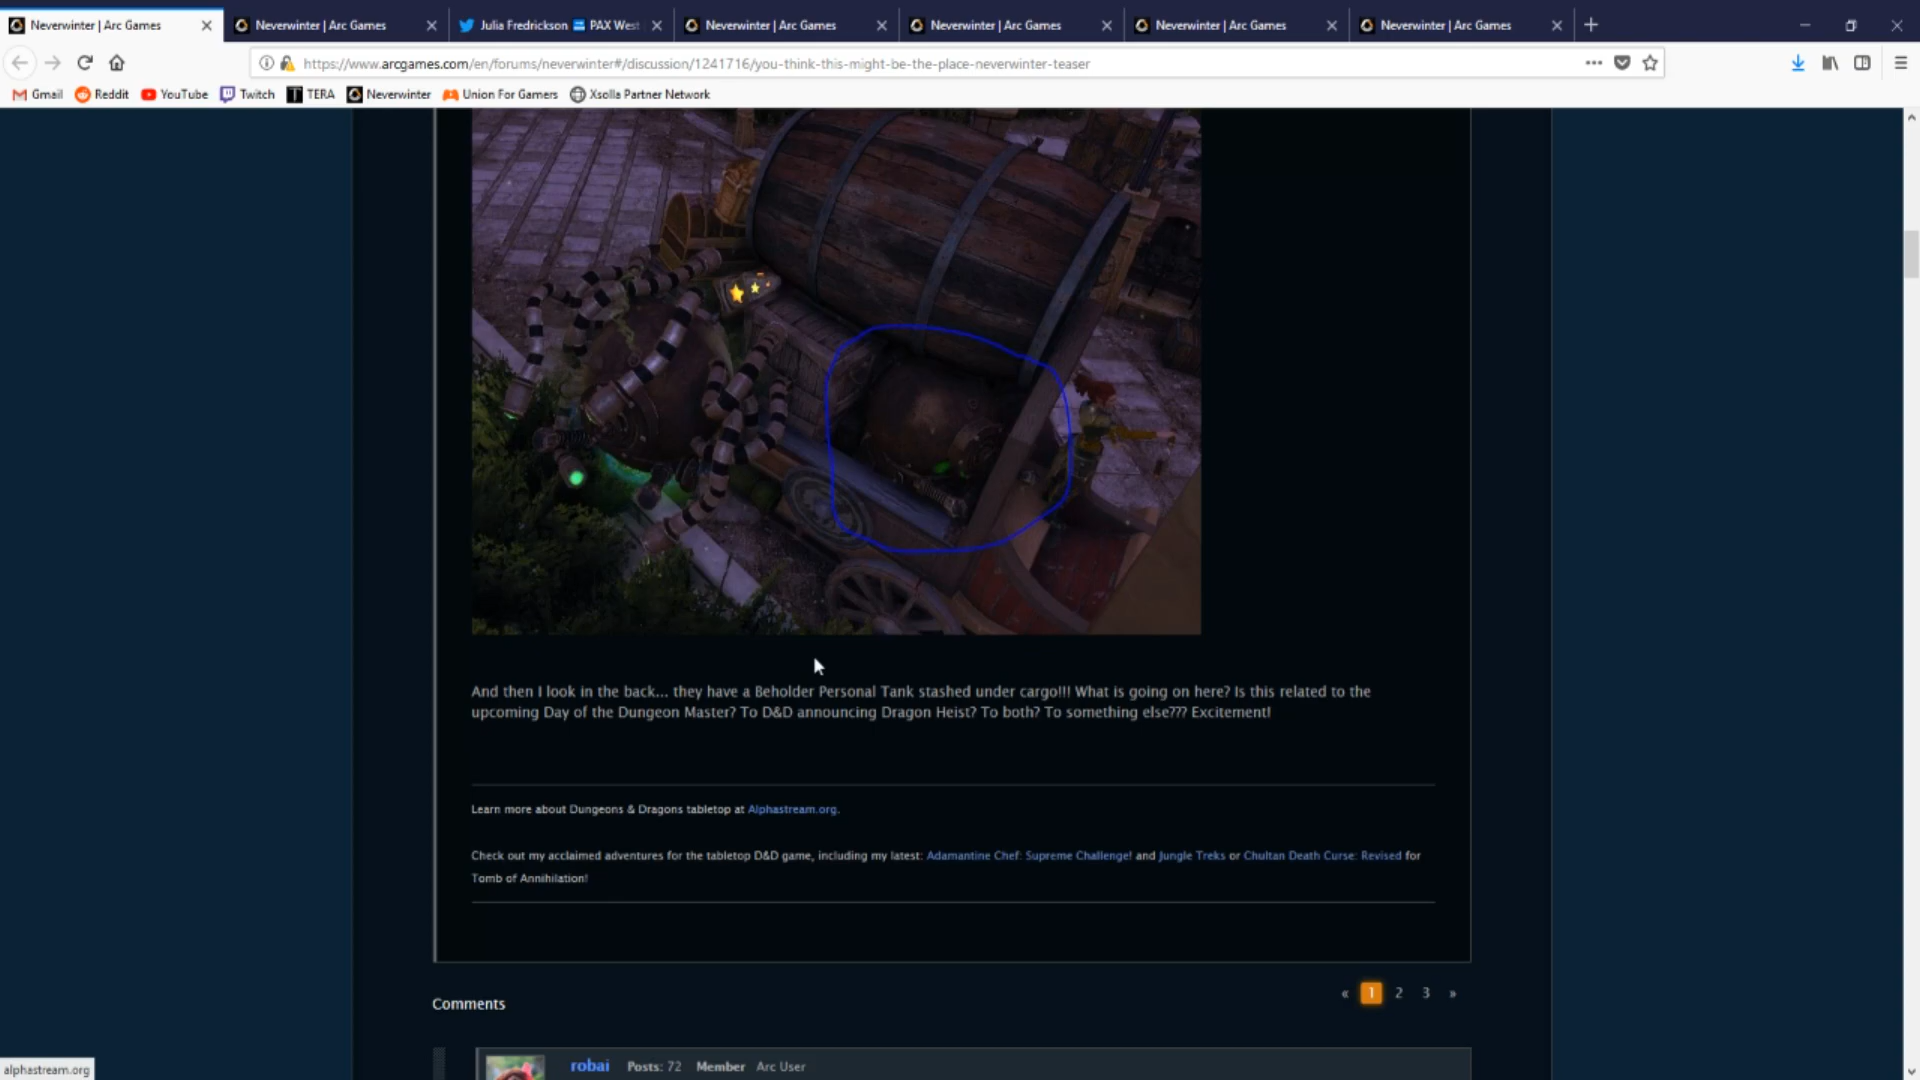 Neverwinter | Arc Games
Neverwinter | Arc Games
Julia Fredrickson PAX West
Neverwinter | Arc Games
Neverwinter | Arc Games
Neverwinter | Arc Games
Neverwinter | Arc Games
https://www.arcgames.com/en/forums/neverwinter#/discussion/1241716/you-think-this-might-be-the-place-neverwinter-teaser
Gmail
Reddit
YouTube
Twitch
TERA
Neverwinter
Union For Gamers
Xsolla Partner Network
And then I look in the back... they have a Beholder Personal Tank stashed under cargo!!! What is going on here? Is this related to the
upcoming Day of the Dungeon Master? To D&D announcing Dragon Heist? To both? To something else??? Excitement!
Learn more about Dungeons & Dragons tabletop at Alphastream.org.
Check out my acclaimed adventures for the tabletop D&D game, including my latest: Adamantine Chef: Supreme Challenge! and Jungle Treks or Chultan Death Curse: Revised for
Tomb of Annihilation!
« 1 2 3 »
Comments
robai Posts: 72 Member Arc User
alphastream.org